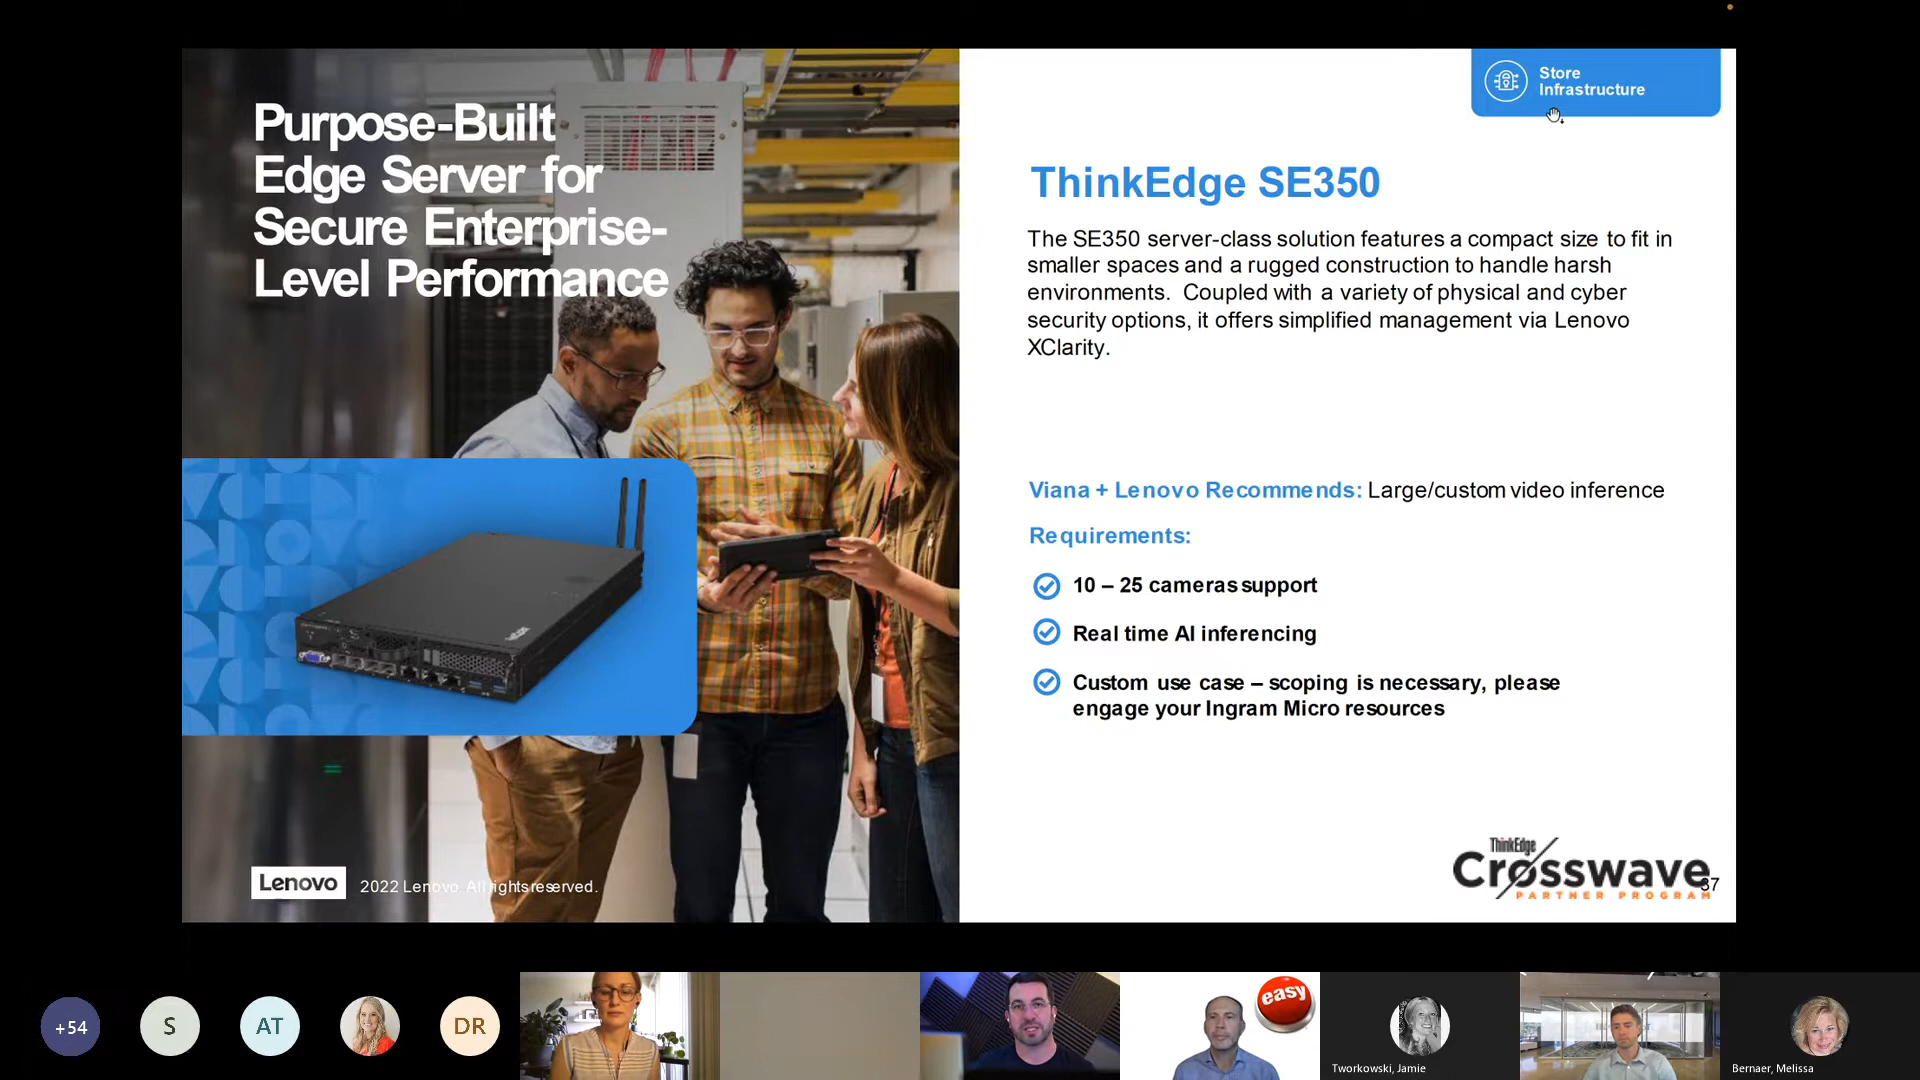 Purpose-Built
Edge Server for
Secure Enterprise-
Level Performance
Lenovo
2022 Lenovo. All rights reserved.
Store
Infrastructure
ThinkEdge SE350
The SE350 server-class solution features a compact size to fit in
smaller spaces and a rugged construction to handle harsh
environments. Coupled with a variety of physical and cyber
security options, it offers simplified management via Lenovo
XClarity.
Viana + Lenovo Recommends: Large/custom video inference
Requirements:
10 – 25 cameras support
Real time AI inferencing
Custom use case – scoping is necessary, please
engage your Ingram Micro resources
ThinkEdge
Crosswave
PARTNER PROGRAM
37
+54
S
AT
DR
easy
Tworkowski, Jamie
Bernaer, Melissa